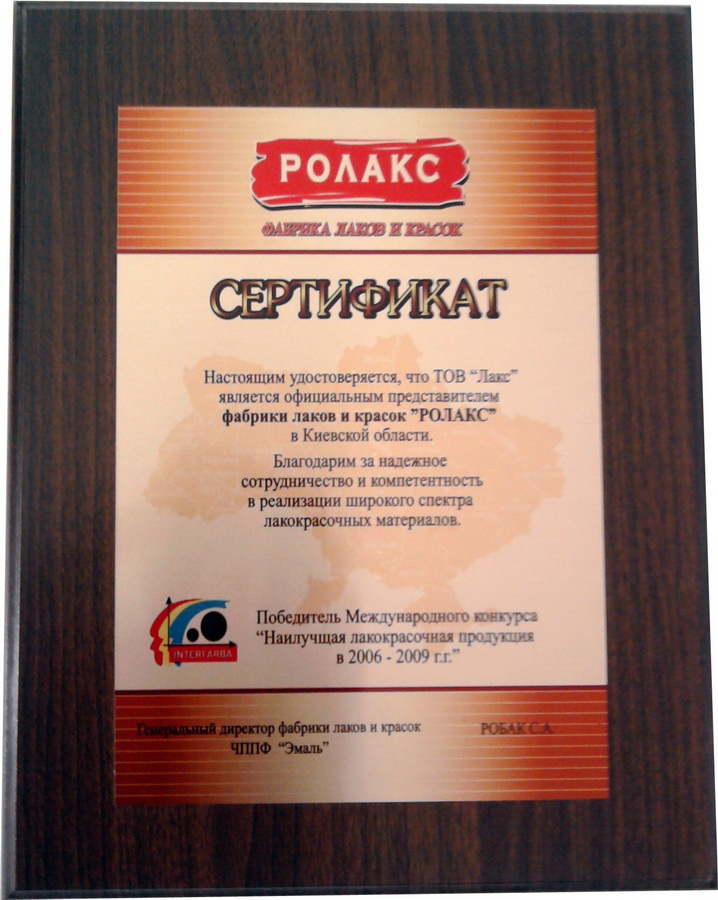 РОЛАКС
ФАБРИКА ЛАКОВ И КРАСОК
СЕРТИФИКАТ
Настоящим удостоверяется, что ТОВ “Лакс”
является официальным представителем
фабрики лаков и красок ”РОЛАКС”
в Киевской области.
Благодарим за надежное
сотрудничество и компетентность
в реализации широкого спектра
лакокрасочных материалов.
INTERFARBA
Победитель Международного конкурса
“Наилучщая лакокрасочная продукция
в 2006 - 2009 г.г.”
Генеральный директор фабрики лаков и красок
ЧППФ “Эмаль”
РОБАК С.А.